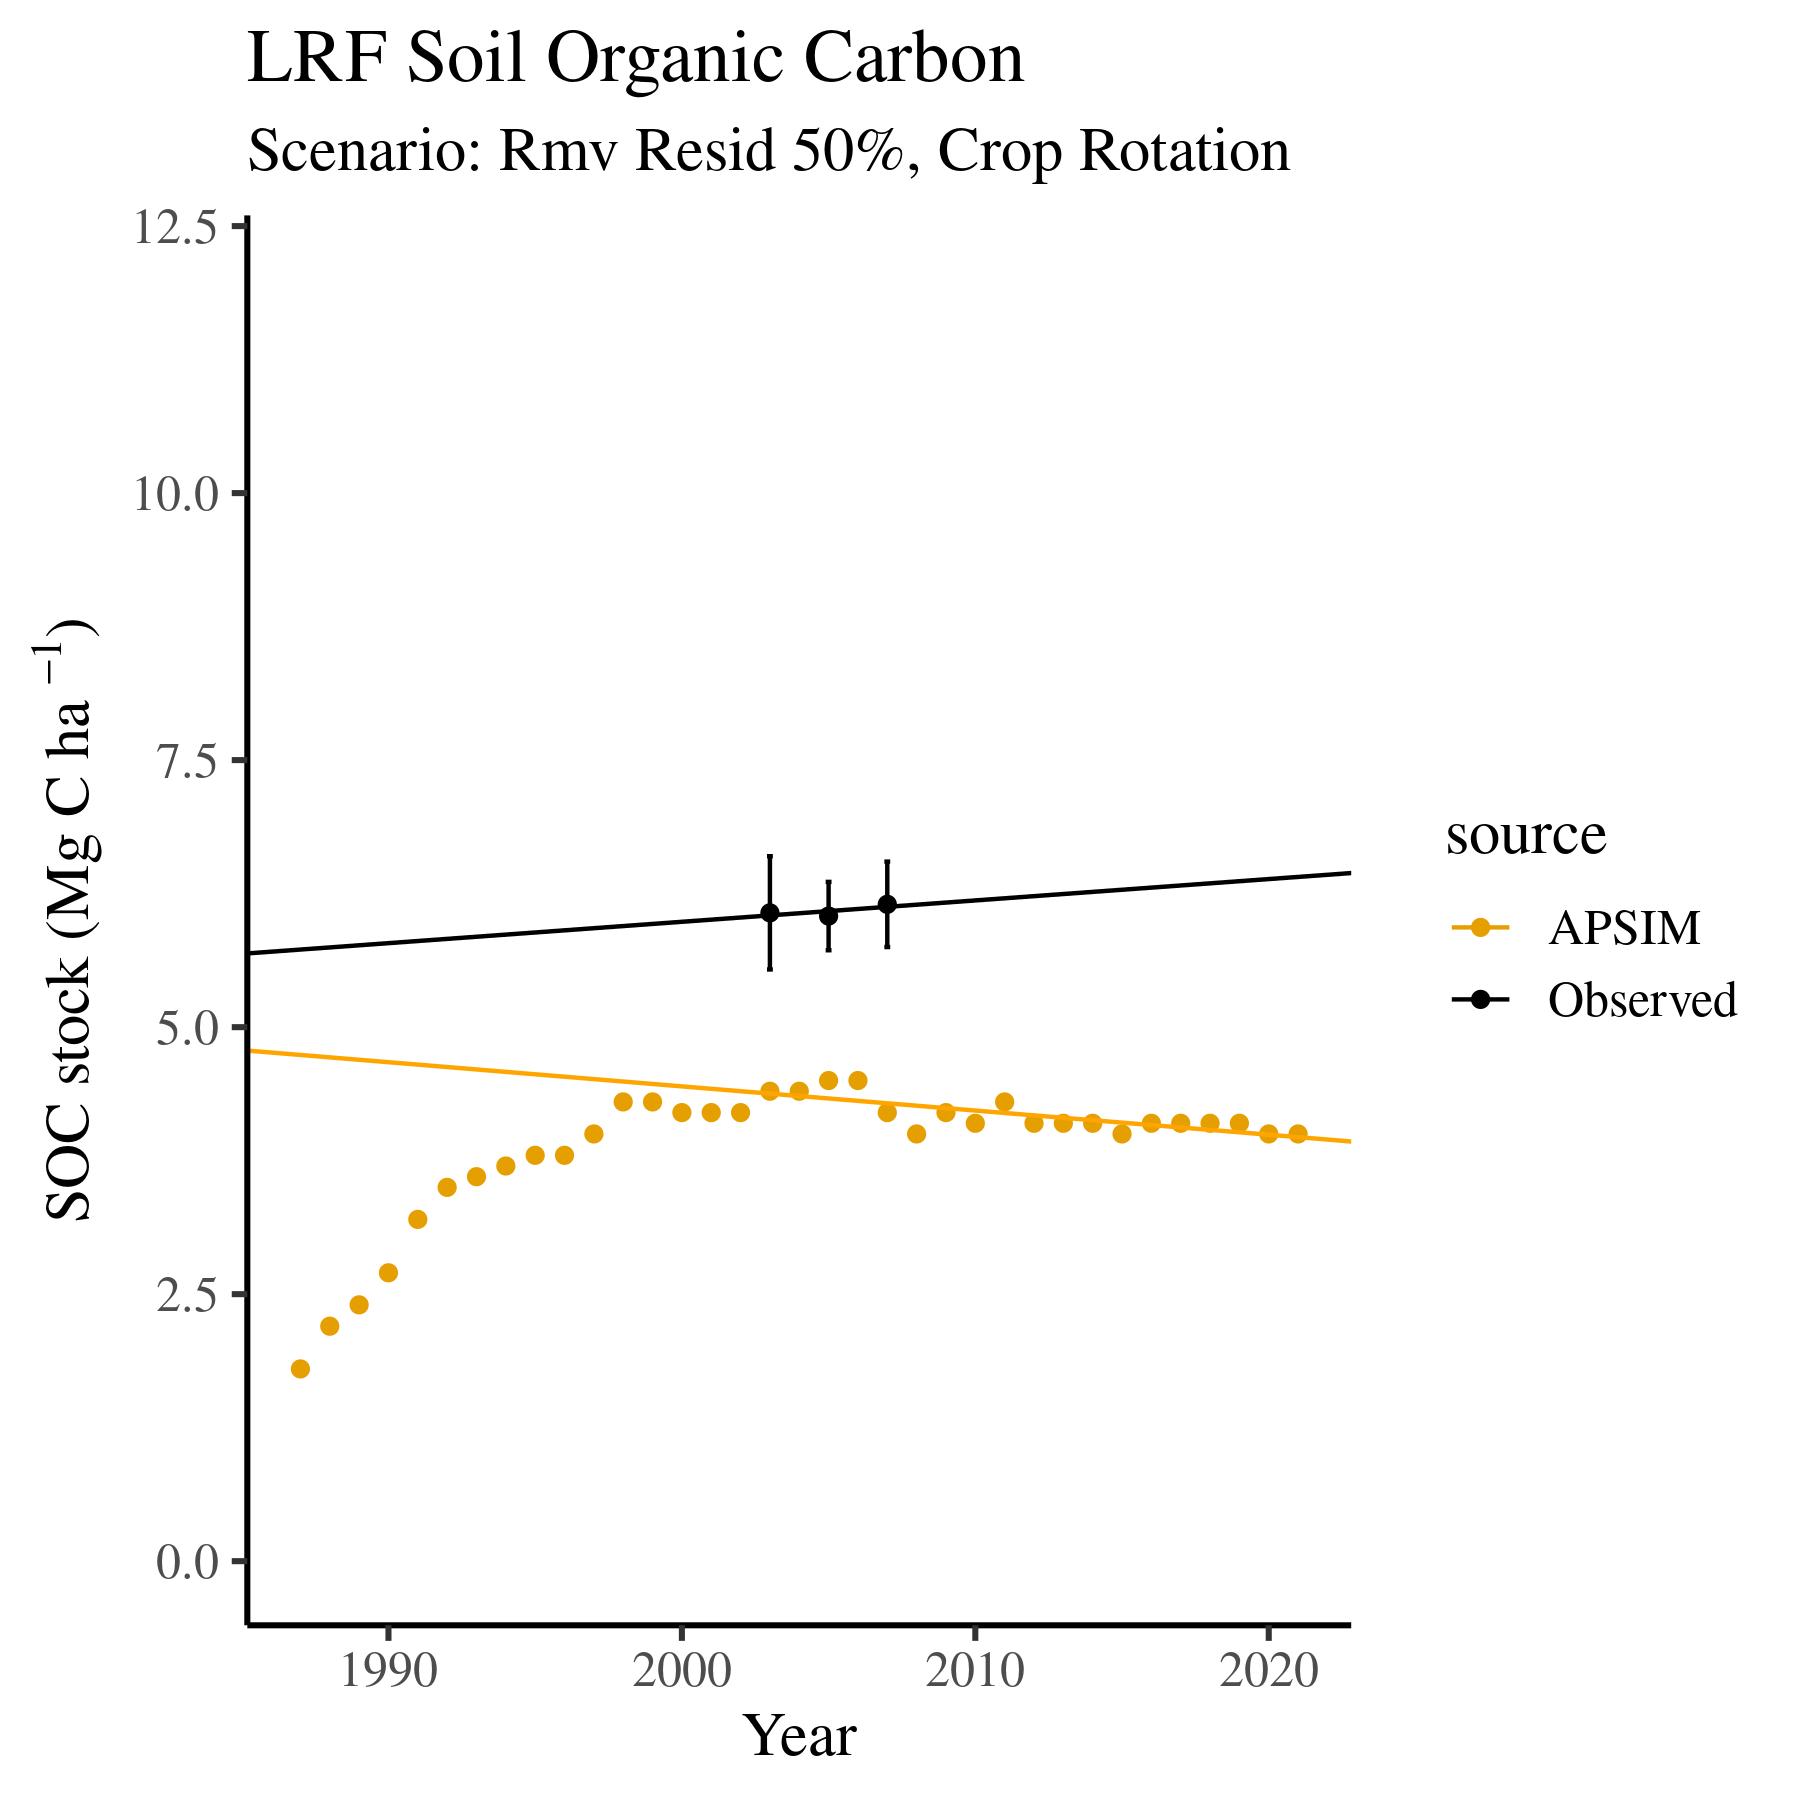 LRF Soil Organic Carbon
Scenario: Rmv Resid 50%, Crop Rotation
12.5
10.0
7.5
5.0
2.5
0.0
SOC stock (Mg C ha −1)
1990 2000 2010 2020
Year
source
APSIM
Observed